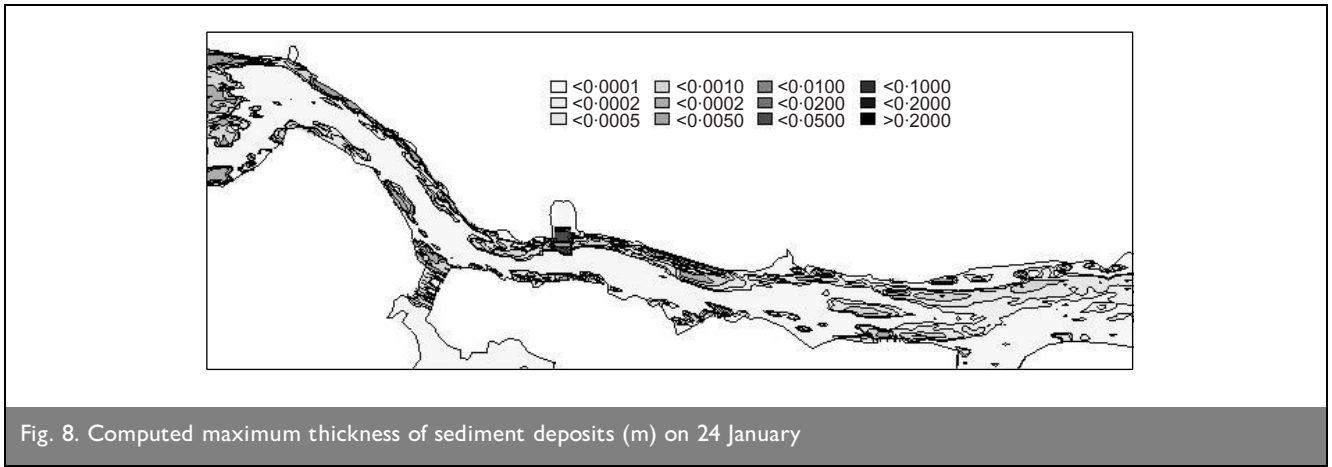 <0·0001 <0·0010 <0·0100 <0·1000
<0·0002 <0·0002 <0·0200 <0·2000
<0·0005 <0·0050 <0·0500 >0·2000
Fig. 8. Computed maximum thickness of sediment deposits (m) on 24 January